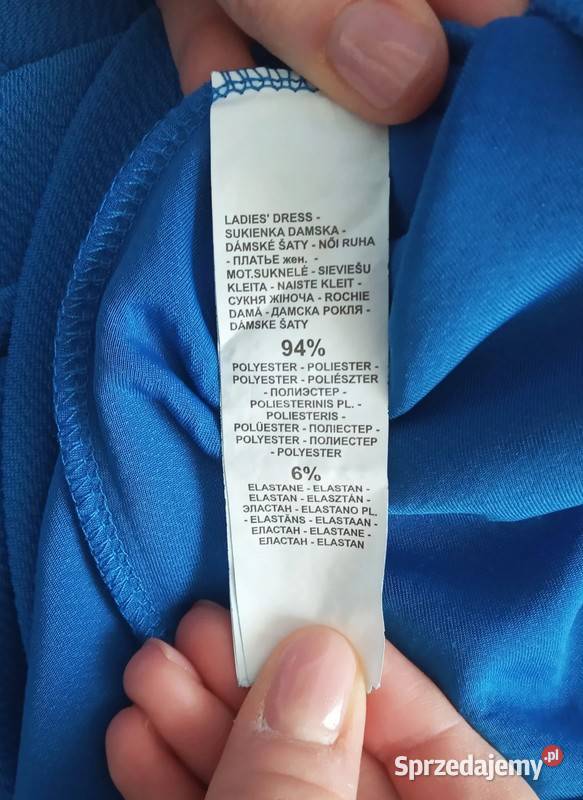 LADIES' DRESS -
SUKIENKA DAMSKA -
DÁMSKÉ ŠATY - NŐI RUHA
- ПЛАТЬЕ жен. -
MOT.SUKNELĖ - SIEVIEŠU
KLEITA - NAISTE KLEIT -
СУКНЯ ЖІНОЧА - ROCHIE
DAMĂ - ДАМСКА РОКЛЯ -
DÁMSKE ŠATY
94%
POLYESTER - POLIESTER -
POLYESTER - POLIÉSZTER
- ПОЛИЭСТЕР -
POLIESTERINIS PL. -
POLIESTERIS -
POLÜESTER - ПОЛІЕСТЕР -
POLYESTER - ПОЛИЕСТЕР
- POLYESTER
6%
ELASTANE - ELASTAN -
ELASTAN - ELASZTÁN -
ЭЛАСТАН - ELASTANO PL.
- ELASTĀNS - ELASTAAN -
ЕЛАСТАН - ELASTANE -
ЕЛАСТАН - ELASTAN
Sprzedajemy.pl